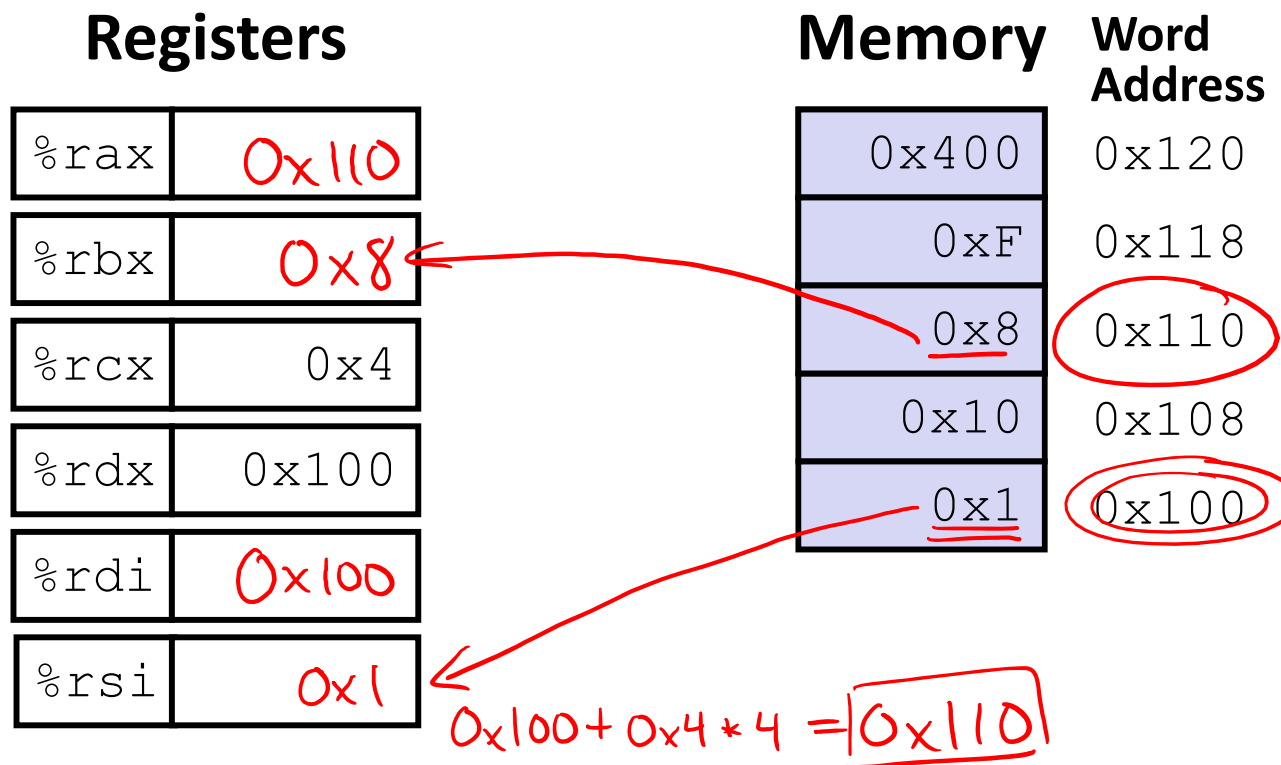 Registers
Memory
Word
Address
%rax 0x110
0x400 0x120
%rbx 0x8
0xF 0x118
%rcx 0x4
0x8 0x110
%rdx 0x100
0x10 0x108
%rdi 0x100
0x1 0x100
%rsi 0x1
0x100 + 0x4 * 4 = 0x110